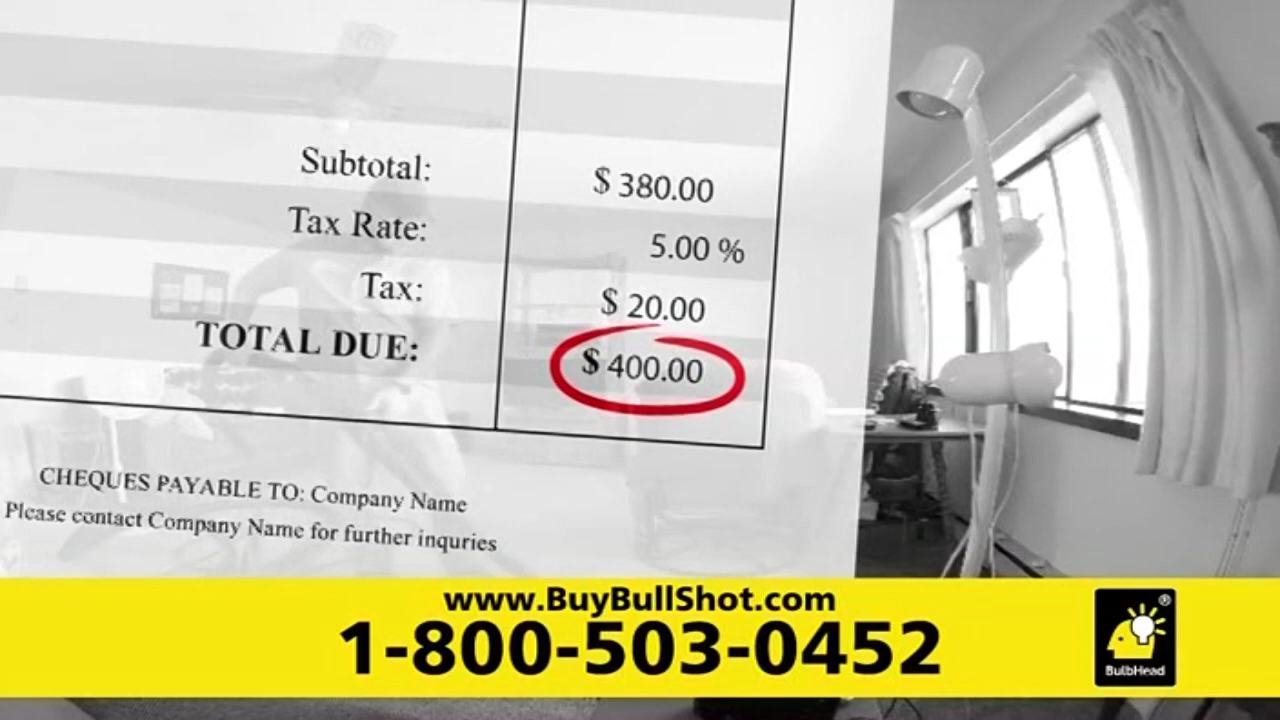 Subtotal: $ 380.00
Tax Rate: 5.00 %
Tax: $ 20.00
TOTAL DUE: $ 400.00
CHEQUES PAYABLE TO: Company Name
Please contact Company Name for further inquries
www.BuyBullShot.com
1-800-503-0452
®
BulbHead